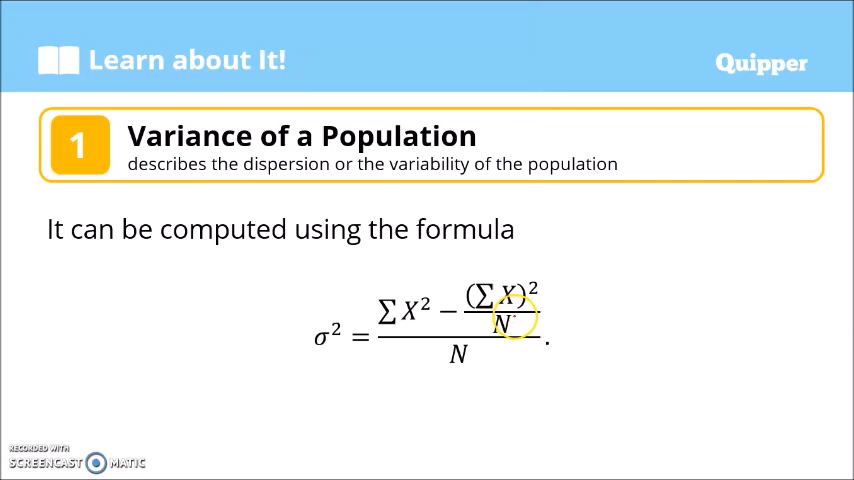 Learn about It!
Quipper
1
Variance of a Population
describes the dispersion or the variability of the population
It can be computed using the formula
σ² = (∑ X² − (∑ X)²/N)/N.
RECORDED WITH
SCREENCAST MATIC